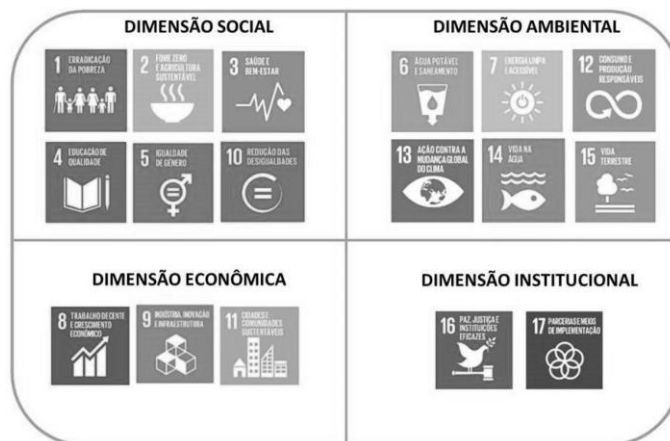 DIMENSÃO SOCIAL
1 ERRADICAÇÃO
DA POBREZA
2 FOME ZERO
E AGRICULTURA
SUSTENTÁVEL
3 SAÚDE E
BEM-ESTAR
4 EDUCAÇÃO DE
QUALIDADE
5 IGUALDADE
DE GÊNERO
10 REDUÇÃO DAS
DESIGUALDADES
DIMENSÃO AMBIENTAL
6 ÁGUA POTÁVEL
E SANEAMENTO
7 ENERGIA LIMPA
E ACESSÍVEL
12 CONSUMO E
PRODUÇÃO
RESPONSÁVEIS
13 AÇÃO CONTRA A
MUDANÇA GLOBAL
DO CLIMA
14 VIDA NA
ÁGUA
15 VIDA
TERRESTRE
DIMENSÃO ECONÔMICA
8 TRABALHO DECENTE
E CRESCIMENTO
ECONÔMICO
9 INDÚSTRIA, INOVAÇÃO
E INFRAESTRUTURA
11 CIDADES E
COMUNIDADES
SUSTENTÁVEIS
DIMENSÃO INSTITUCIONAL
16 PAZ, JUSTIÇA E
INSTITUIÇÕES
EFICAZES
17 PARCERIAS E MEIOS
DE IMPLEMENTAÇÃO